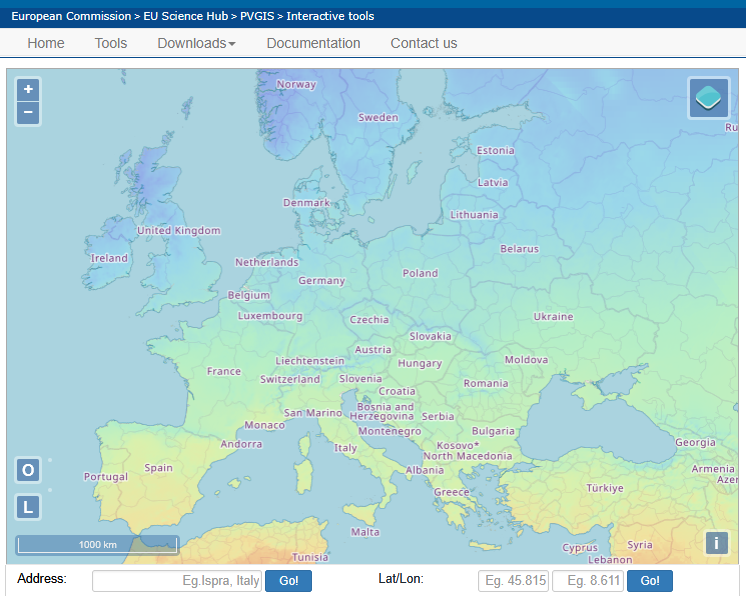 European Commission > EU Science Hub > PVGIS > Interactive tools
Home Tools Downloads Documentation Contact us
+
−
Norway
Sweden
Ru
Estonia
Latvia
Denmark
Lithuania
United Kingdom
Belarus
Ireland
Netherlands
Poland
Germany
Belgium
Luxembourg
Czechia
Ukraine
Slovakia
Austria
Liechtenstein
Hungary
Moldova
France
Switzerland
Slovenia
Romania
Croatia
San Marino
Bosnia and
Herzegovina
Serbia
Monaco
Montenegro
Bulgaria
Andorra
Italy
Kosovo*
North Macedonia
Georgia
O
Spain
Portugal
Albania
Armenia
Azer
Greece
Türkiye
L
Malta
1000 km
Tunisia
Cyprus
Syria
Lebanon
i
Address: Eg.Ispra, Italy Go! Lat/Lon: Eg. 45.815 Eg. 8.611 Go!